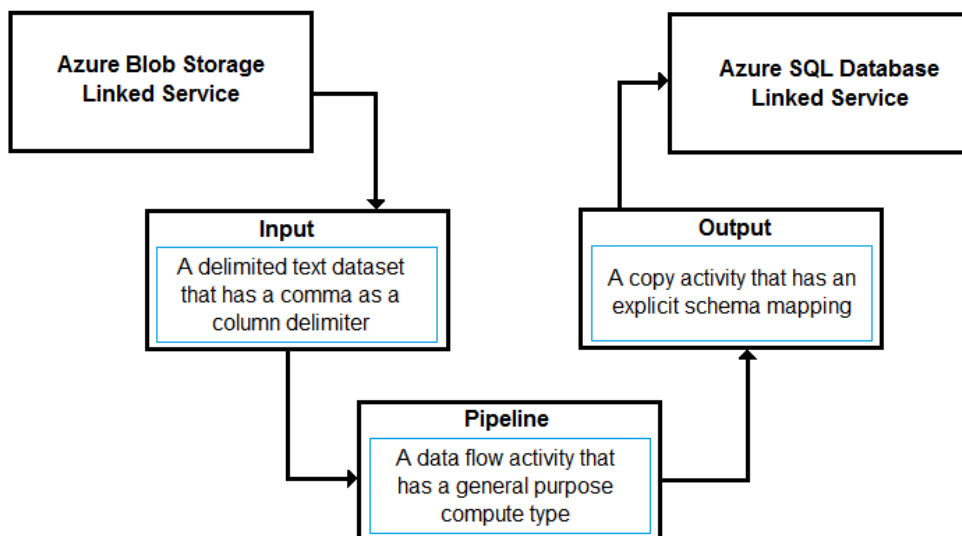 Azure Blob Storage
Linked Service
Azure SQL Database
Linked Service
Input
A delimited text dataset
that has a comma as a
column delimiter
Output
A copy activity that has an
explicit schema mapping
Pipeline
A data flow activity that
has a general purpose
compute type